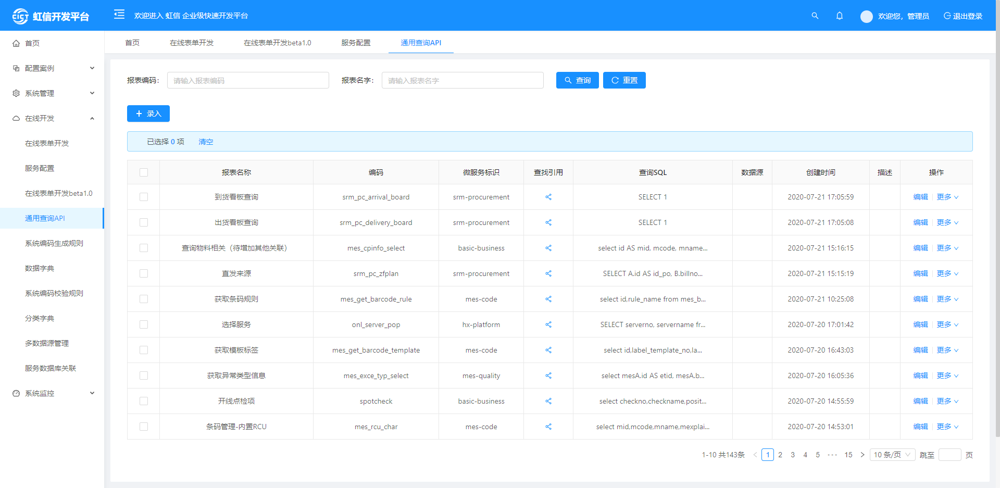 CICT 虹信开发平台
欢迎进入 虹信 企业级快速开发平台
欢迎您，管理员
退出登录
首页
配置案例
系统管理
在线开发
在线表单开发
服务配置
在线表单开发beta1.0
通用查询API
系统编码生成规则
数据字典
系统编码校验规则
分类字典
多数据源管理
服务数据库关联
系统监控
首页 在线表单开发 在线表单开发beta1.0 服务配置 通用查询API
报表编码： 请输入报表编码 报表名字： 请输入报表名字 查询 重置
录入
已选择 0 项 清空
报表名称 编码 微服务标识 查找引用 查询SQL 数据源 创建时间 描述 操作
到货看板查询 srm_pc_arrival_board srm-procurement SELECT 1 2020-07-21 17:05:59 编辑 更多
出货看板查询 srm_pc_delivery_board srm-procurement SELECT 1 2020-07-21 17:05:08 编辑 更多
查询物料相关（待增加其他关联） mes_cpinfo_select basic-business select id AS mid, mcode, mname... 2020-07-21 15:16:15 编辑 更多
直发来源 srm_pc_zfplan srm-procurement SELECT A.id AS id_po, B.billno... 2020-07-21 15:15:19 编辑 更多
获取条码规则 mes_get_barcode_rule mes-code select id,rule_name from mes_b... 2020-07-21 10:25:08 编辑 更多
选择服务 onl_server_pop hx-platform SELECT serverno, servername fr... 2020-07-20 17:01:42 编辑 更多
获取模板标签 mes_get_barcode_template mes-code select id,label_template_no,la... 2020-07-20 16:43:03 编辑 更多
获取异常类型信息 mes_exce_typ_select mes-quality select mesA.id AS etid, mesA.b... 2020-07-20 16:05:36 编辑 更多
开线点检项 spotcheck basic-business select checkno,checkname,posit... 2020-07-20 14:55:59 编辑 更多
条码管理-内置RCU mes_rcu_char mes-code select mid,mcode,mname,mexplai... 2020-07-20 14:53:01 编辑 更多
1-10 共143条 1 2 3 4 5 ••• 15 10 条/页 跳至 页